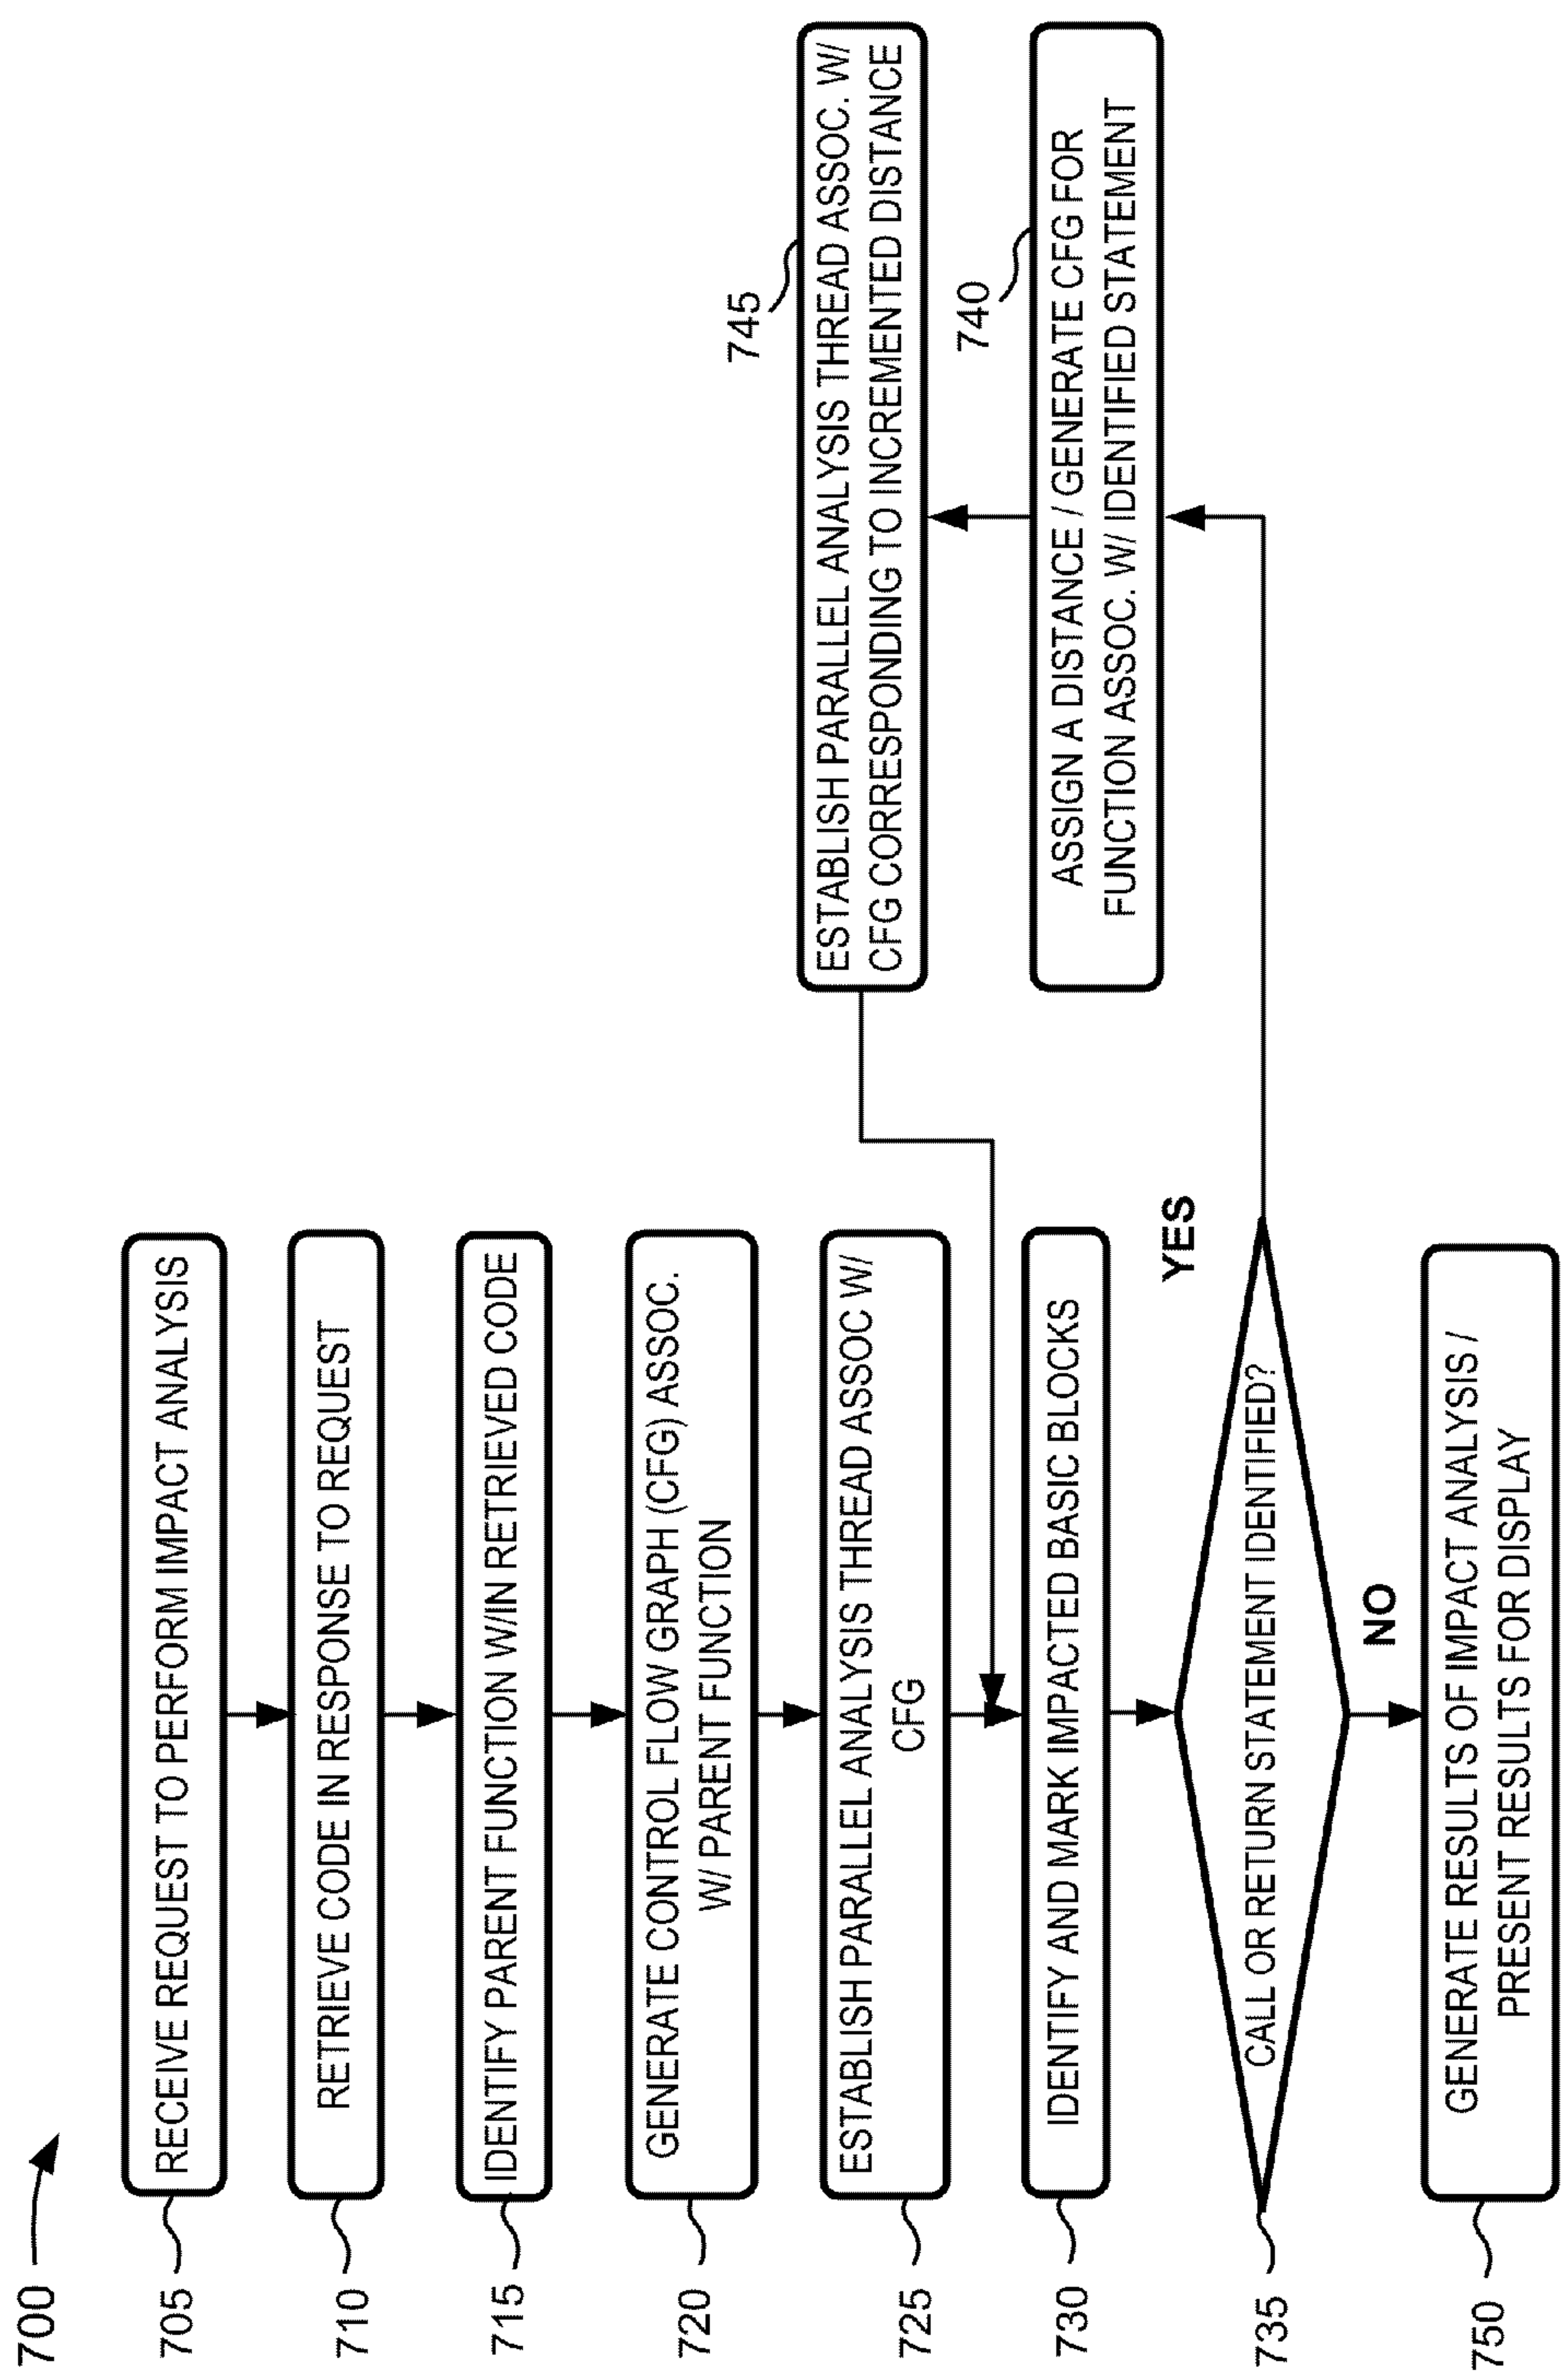 700
705
RECEIVE REQUEST TO PERFORM IMPACT ANALYSIS
710
RETRIEVE CODE IN RESPONSE TO REQUEST
715
IDENTIFY PARENT FUNCTION W/IN RETRIEVED CODE
720
GENERATE CONTROL FLOW GRAPH (CFG) ASSOC.
W/ PARENT FUNCTION
725
ESTABLISH PARALLEL ANALYSIS THREAD ASSOC W/
CFG
730
IDENTIFY AND MARK IMPACTED BASIC BLOCKS
735
CALL OR RETURN STATEMENT IDENTIFIED?
YES
740
ASSIGN A DISTANCE / GENERATE CFG FOR
FUNCTION ASSOC. W/ IDENTIFIED STATEMENT
745
ESTABLISH PARALLEL ANALYSIS THREAD ASSOC. W/
CFG CORRESPONDING TO INCREMENTED DISTANCE
NO
750
GENERATE RESULTS OF IMPACT ANALYSIS /
PRESENT RESULTS FOR DISPLAY